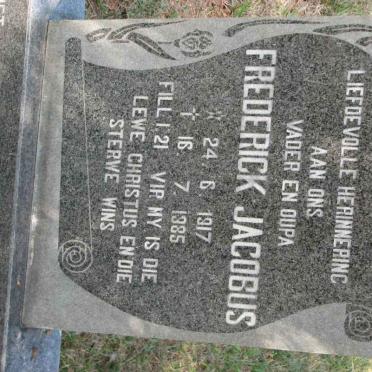 LIEFDEVOLLE HERINNERING
AAN ONS
VADER EN OUPA
FREDERICK JACOBUS
☆ 24 6 1917
✝ 16 7 1985
FILL 1:21 VIR MY IS DIE
LEWE CHRISTUS EN DIE
STERWE WINS